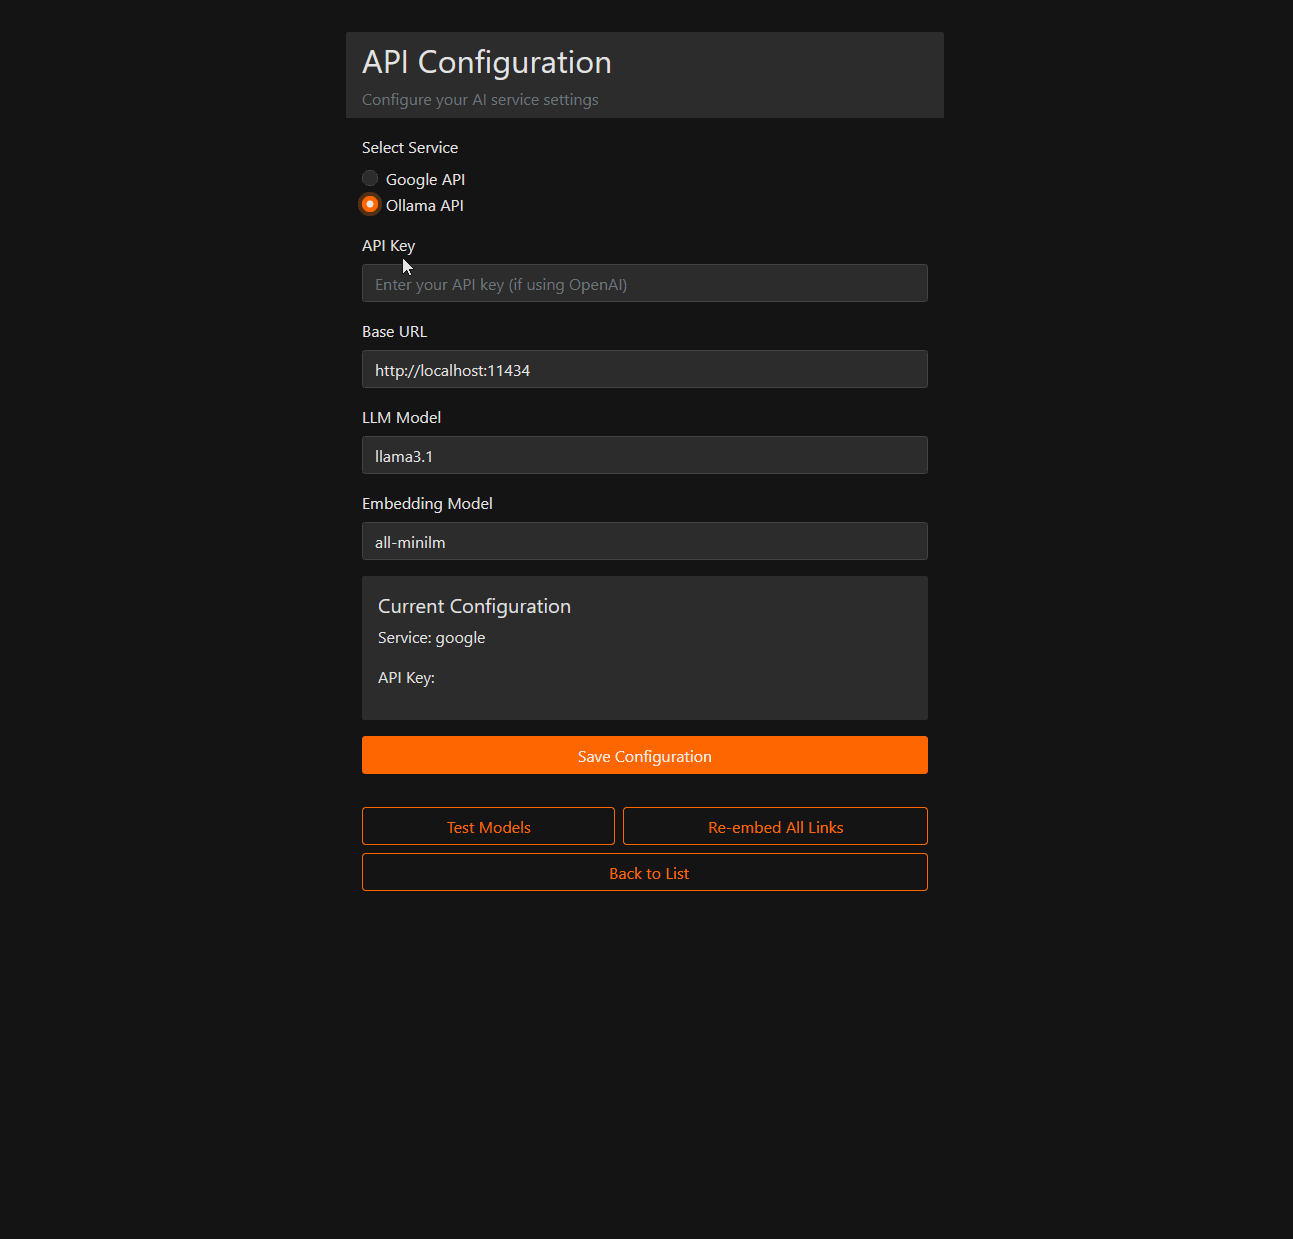 API Configuration
Configure your AI service settings
Select Service
Google API
Ollama API
API Key
Enter your API key (if using OpenAI)
Base URL
http://localhost:11434
LLM Model
llama3.1
Embedding Model
all-minilm
Current Configuration
Service: google
API Key:
Save Configuration
Test Models
Re-embed All Links
Back to List